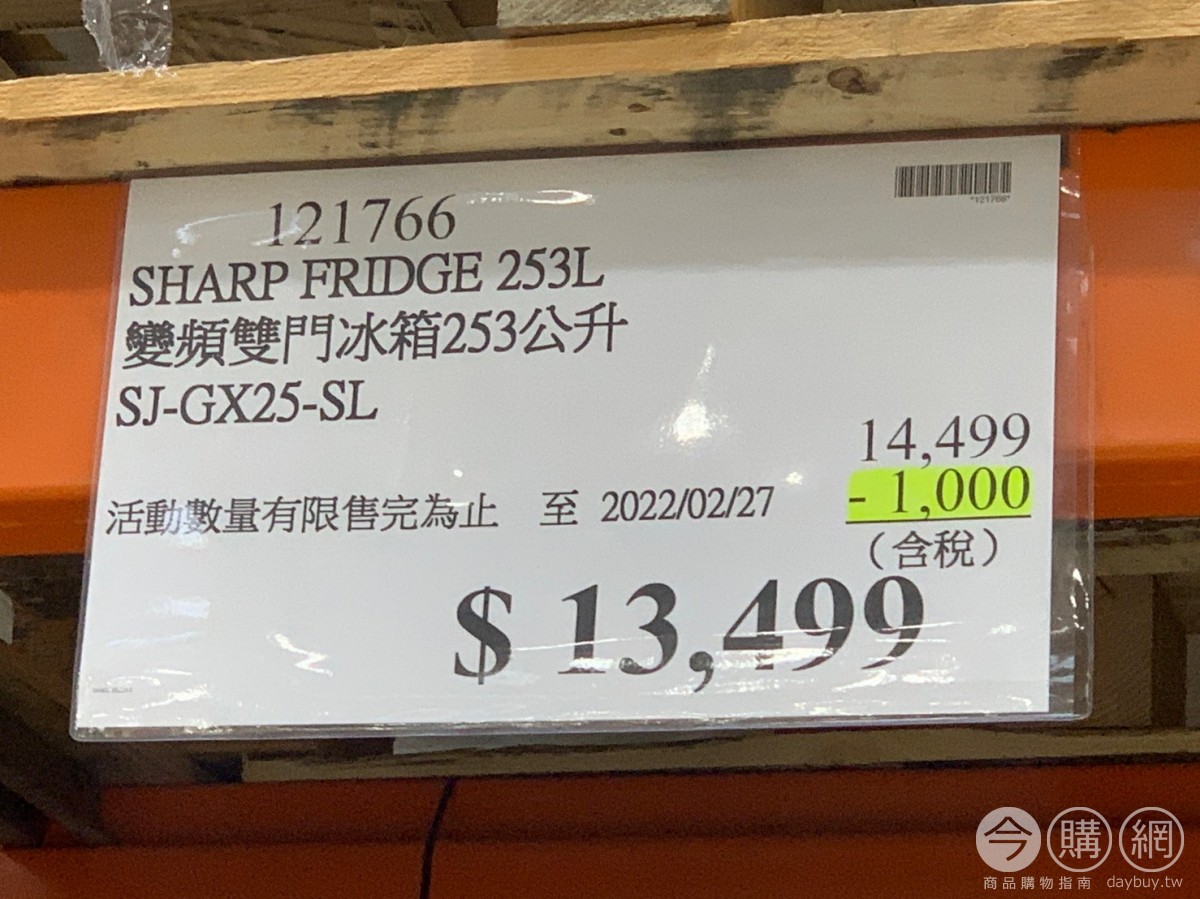 *121766*
121766
SHARP FRIDGE 253L
變頻雙門冰箱253公升
SJ-GX25-SL
14,499
- 1,000
活動數量有限售完為止 至 2022/02/27
(含稅)
$ 13,499
今購網
商品購物指南 daybuy.tw